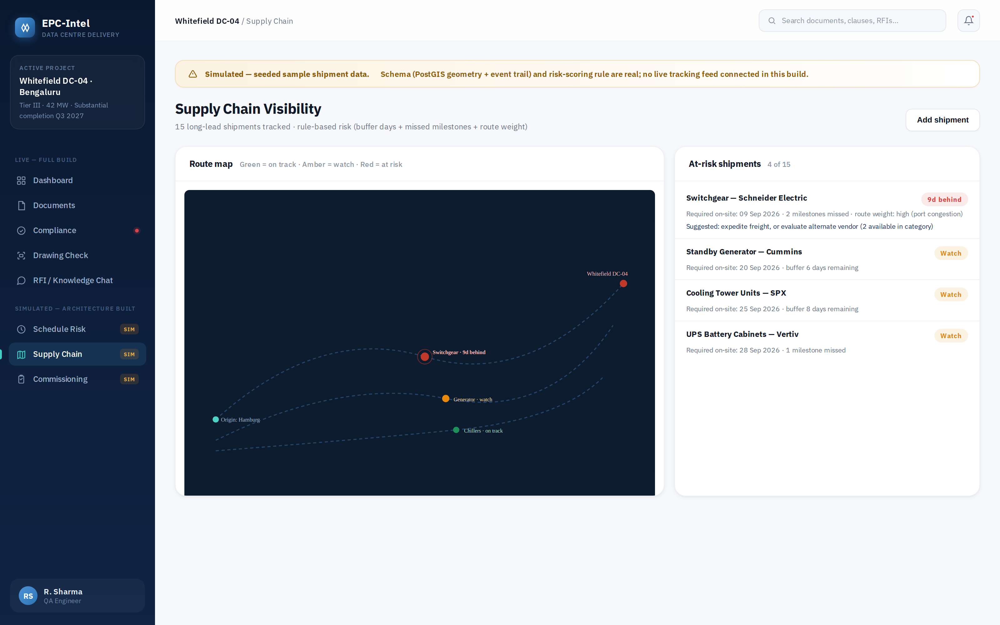 EPC-Intel
DATA CENTRE DELIVERY
ACTIVE PROJECT
Whitefield DC-04 ·
Bengaluru
Tier III · 42 MW · Substantial
completion Q3 2027
LIVE — FULL BUILD
Dashboard
Documents
Compliance
Drawing Check
RFI / Knowledge Chat
SIMULATED — ARCHITECTURE BUILT
Schedule Risk SIM
Supply Chain SIM
Commissioning SIM
RS
R. Sharma
QA Engineer
Whitefield DC-04 / Supply Chain
Search documents, clauses, RFIs...
Simulated — seeded sample shipment data. Schema (PostGIS geometry + event trail) and risk-scoring rule are real; no live tracking feed connected in this build.
Supply Chain Visibility
15 long-lead shipments tracked · rule-based risk (buffer days + missed milestones + route weight)
Add shipment
Route map Green = on track · Amber = watch · Red = at risk
Whitefield DC-04
Switchgear · 9d behind
Generator · watch
Origin: Hamburg
Chillers · on track
At-risk shipments 4 of 15
Switchgear — Schneider Electric 9d behind
Required on-site: 09 Sep 2026 · 2 milestones missed · route weight: high (port congestion)
Suggested: expedite freight, or evaluate alternate vendor (2 available in category)
Standby Generator — Cummins Watch
Required on-site: 20 Sep 2026 · buffer 6 days remaining
Cooling Tower Units — SPX Watch
Required on-site: 25 Sep 2026 · buffer 8 days remaining
UPS Battery Cabinets — Vertiv Watch
Required on-site: 28 Sep 2026 · 1 milestone missed